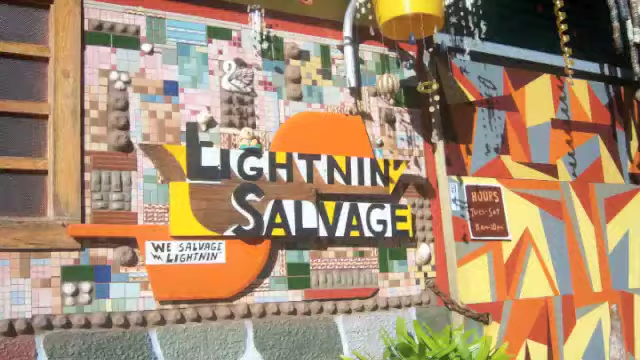 LIGHTNIN'
SALVAGE
WE SALVAGE
LIGHTNIN'
HOURS
TUES-SAT